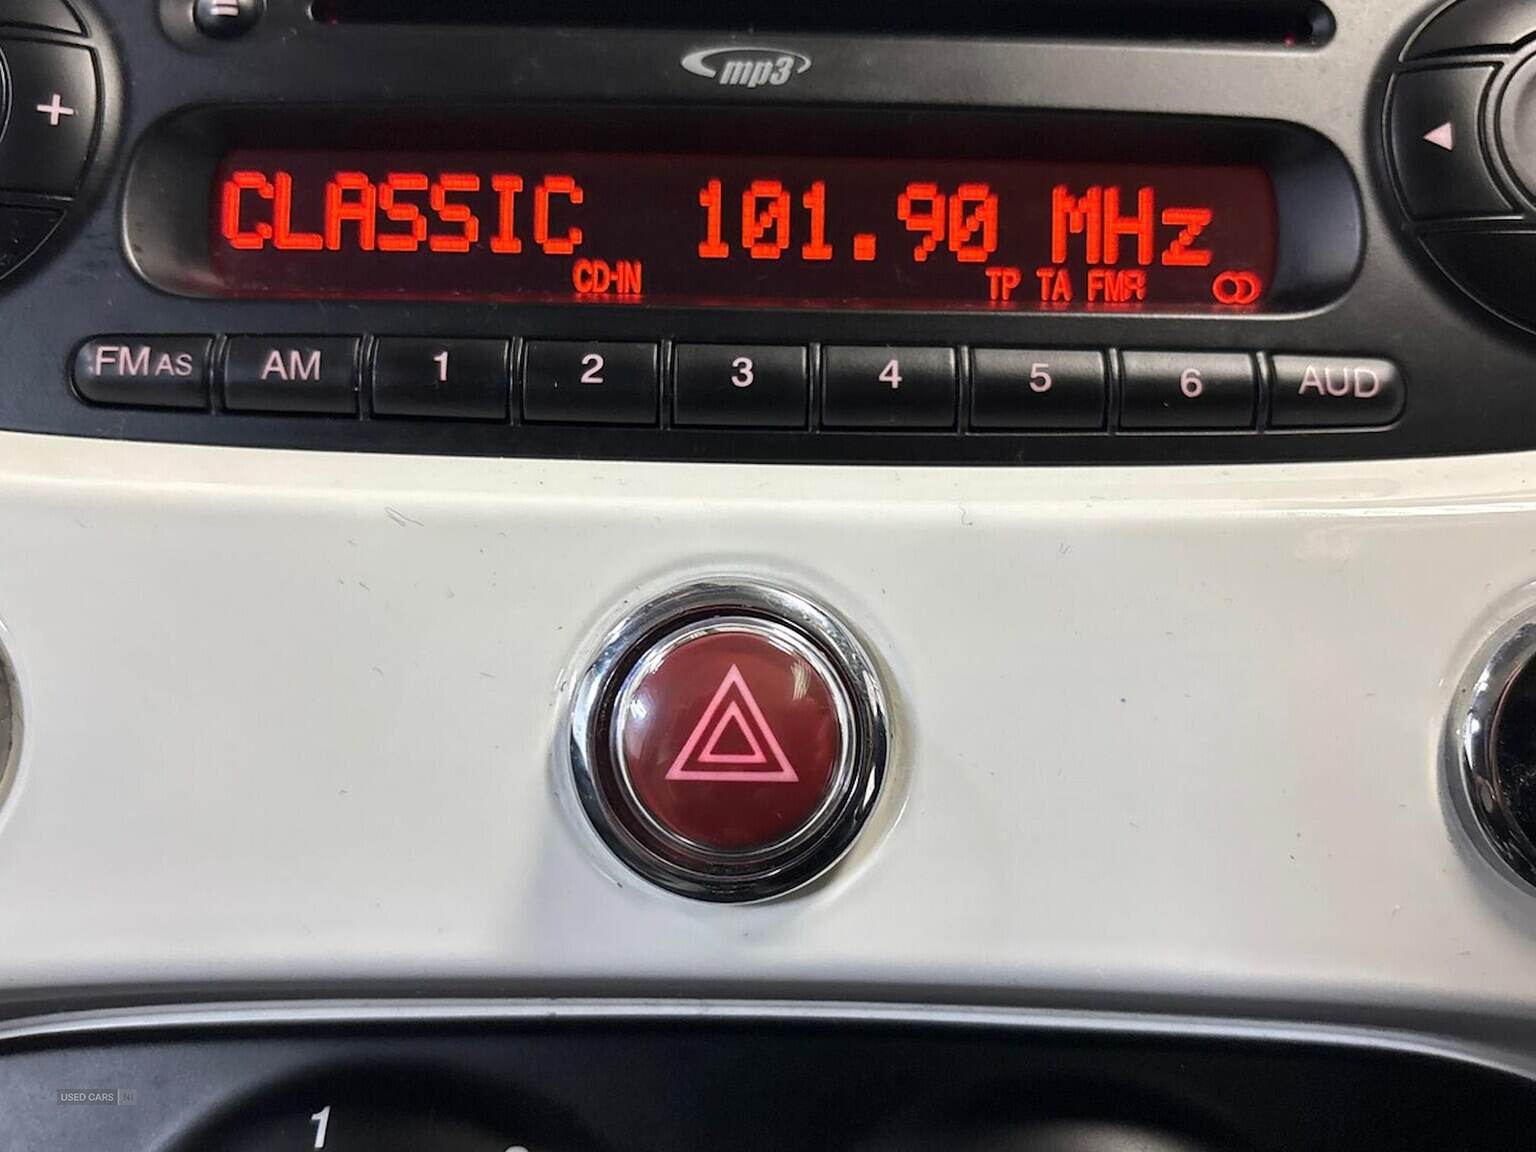 mp3
+
CLASSIC 101.90 MHz
CD-IN TP TA FMR
FM AS AM 1 2 3 4 5 6 AUD
USED CARS NI
1